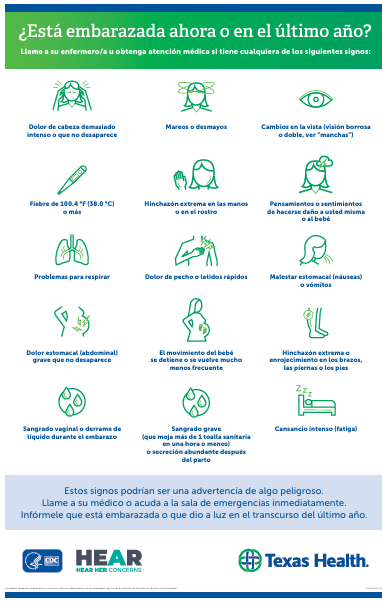 ¿Está embarazada ahora o en el último año?
Llame a su enfermero/a u obtenga atención médica si tiene cualquiera de los siguientes signos:
Dolor de cabeza demasiado
intenso o que no desaparece
Mareos o desmayos
Cambios en la vista (visión borrosa
o doble, ver "manchas")
Fiebre de 100.4 °F (38.0 °C)
o más
Hinchazón extrema en las manos
o en el rostro
Pensamientos o sentimientos
de hacerse daño a usted misma
o al bebé
Problemas para respirar
Dolor de pecho o latidos rápidos
Malestar estomacal (náuseas)
o vómitos
Dolor estomacal (abdominal)
grave que no desaparece
El movimiento del bebé
se detiene o se vuelve mucho
menos frecuente
Hinchazón extrema o
enrojecimiento en los brazos,
las piernas o los pies
Sangrado vaginal o derrame de
líquido durante el embarazo
Sangrado grave
(que moja más de 1 toalla sanitaria
en una hora o menos)
o secreción abundante después
del parto
ZZZ
Cansancio intenso (fatiga)
Estos signos podrían ser una advertencia de algo peligroso.
Llame a su médico o acuda a la sala de emergencias inmediatamente.
Infórmele que está embarazada o que dio a luz en el transcurso del último año.
CDC
HEAR
HEAR HER CONCERNS
Texas Health.